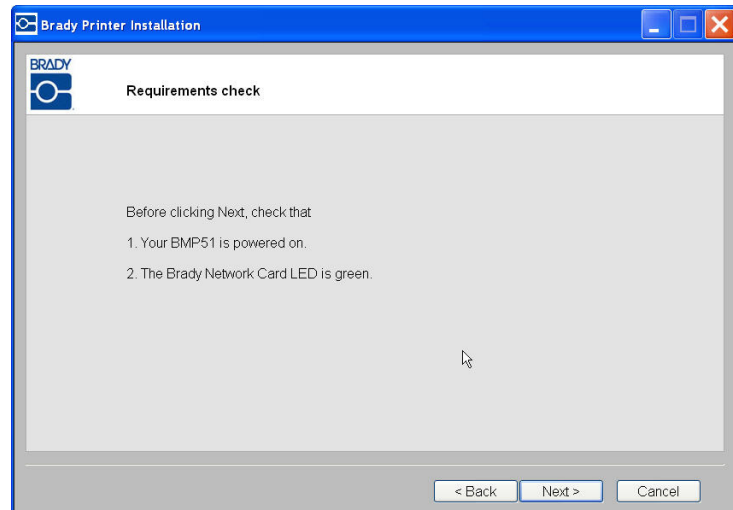 Brady Printer Installation
BRADY
Requirements check
Before clicking Next, check that
1. Your BMP51 is powered on.
2. The Brady Network Card LED is green.
< Back Next > Cancel